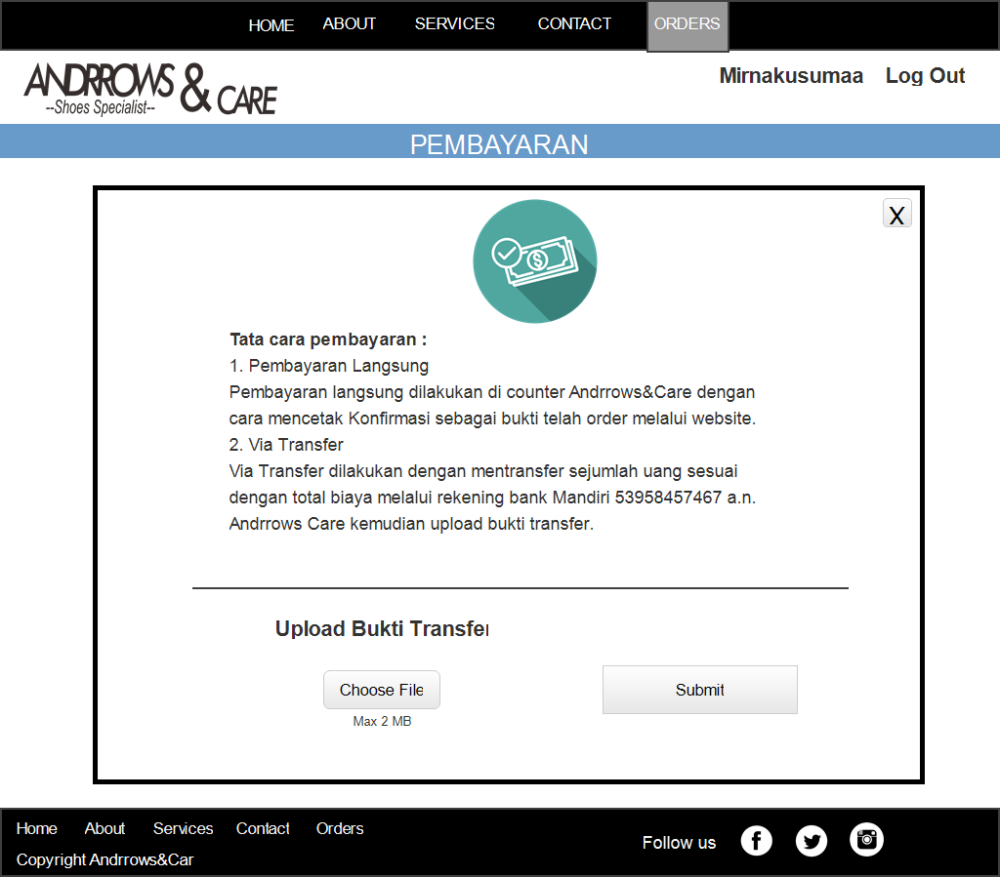 HOME ABOUT SERVICES CONTACT ORDERS
ANDRROWS & CARE
--Shoes Specialist--
Mirnakusumaa Log Out
PEMBAYARAN
X
$
Tata cara pembayaran :
1. Pembayaran Langsung
Pembayaran langsung dilakukan di counter Andrrows&Care dengan
cara mencetak Konfirmasi sebagai bukti telah order melalui website.
2. Via Transfer
Via Transfer dilakukan dengan mentransfer sejumlah uang sesuai
dengan total biaya melalui rekening bank Mandiri 53958457467 a.n.
Andrrows Care kemudian upload bukti transfer.
Upload Bukti Transfer
Choose File Submit
Max 2 MB
Home About Services Contact Orders
Follow us
Copyright Andrrows&Car